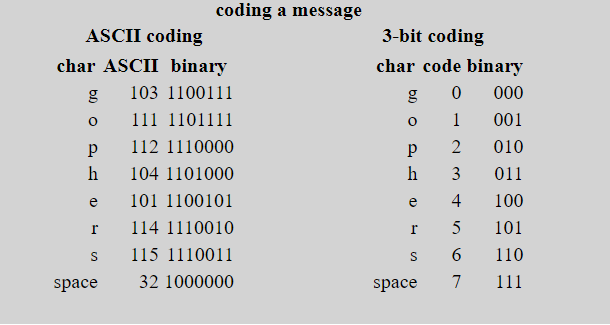 coding a message
ASCII coding 3-bit coding
char ASCII binary char code binary
g 103 1100111 g 0 000
o 111 1101111 o 1 001
p 112 1110000 p 2 010
h 104 1101000 h 3 011
e 101 1100101 e 4 100
r 114 1110010 r 5 101
s 115 1110011 s 6 110
space 32 1000000 space 7 111